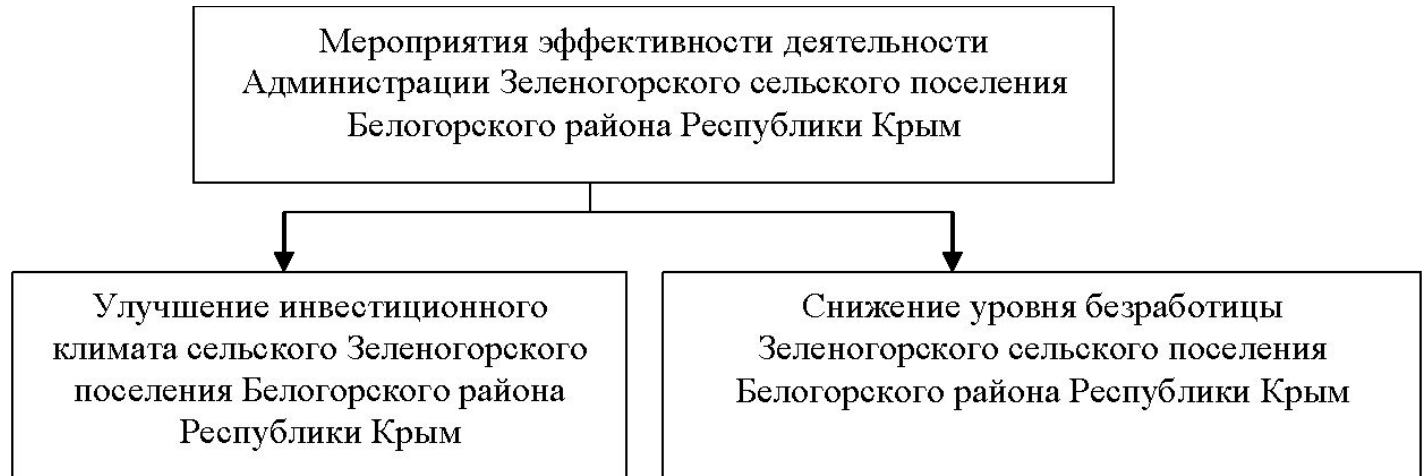 Мероприятия эффективности деятельности
Администрации Зеленогорского сельского поселения
Белогорского района Республики Крым
Улучшение инвестиционного
климата сельского Зеленогорского
поселения Белогорского района
Республики Крым
Снижение уровня безработицы
Зеленогорского сельского поселения
Белогорского района Республики Крым